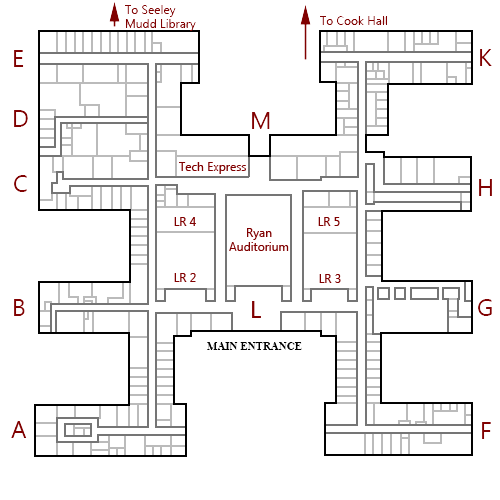 To Seeley
Mudd Library
To Cook Hall
E
K
D
M
Tech Express
C
H
LR 4
LR 5
Ryan
Auditorium
LR 2
LR 3
B
L
G
MAIN ENTRANCE
A
F